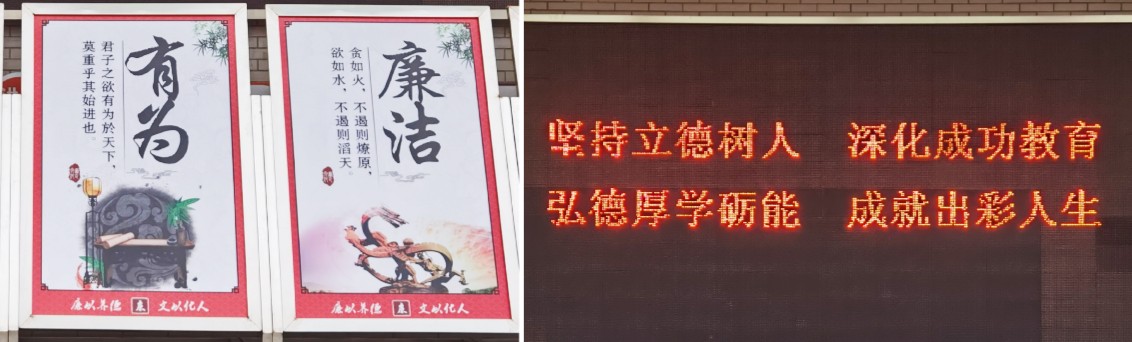 有为
君子之欲有为於天下，
莫重乎其始进也。
廉以养德 廉 文以化人
廉洁
贪如火，不遏则燎原，
欲如水，不遏则滔天。
廉以养德 廉 文以化人
坚持立德树人 深化成功教育
弘德厚学砺能 成就出彩人生